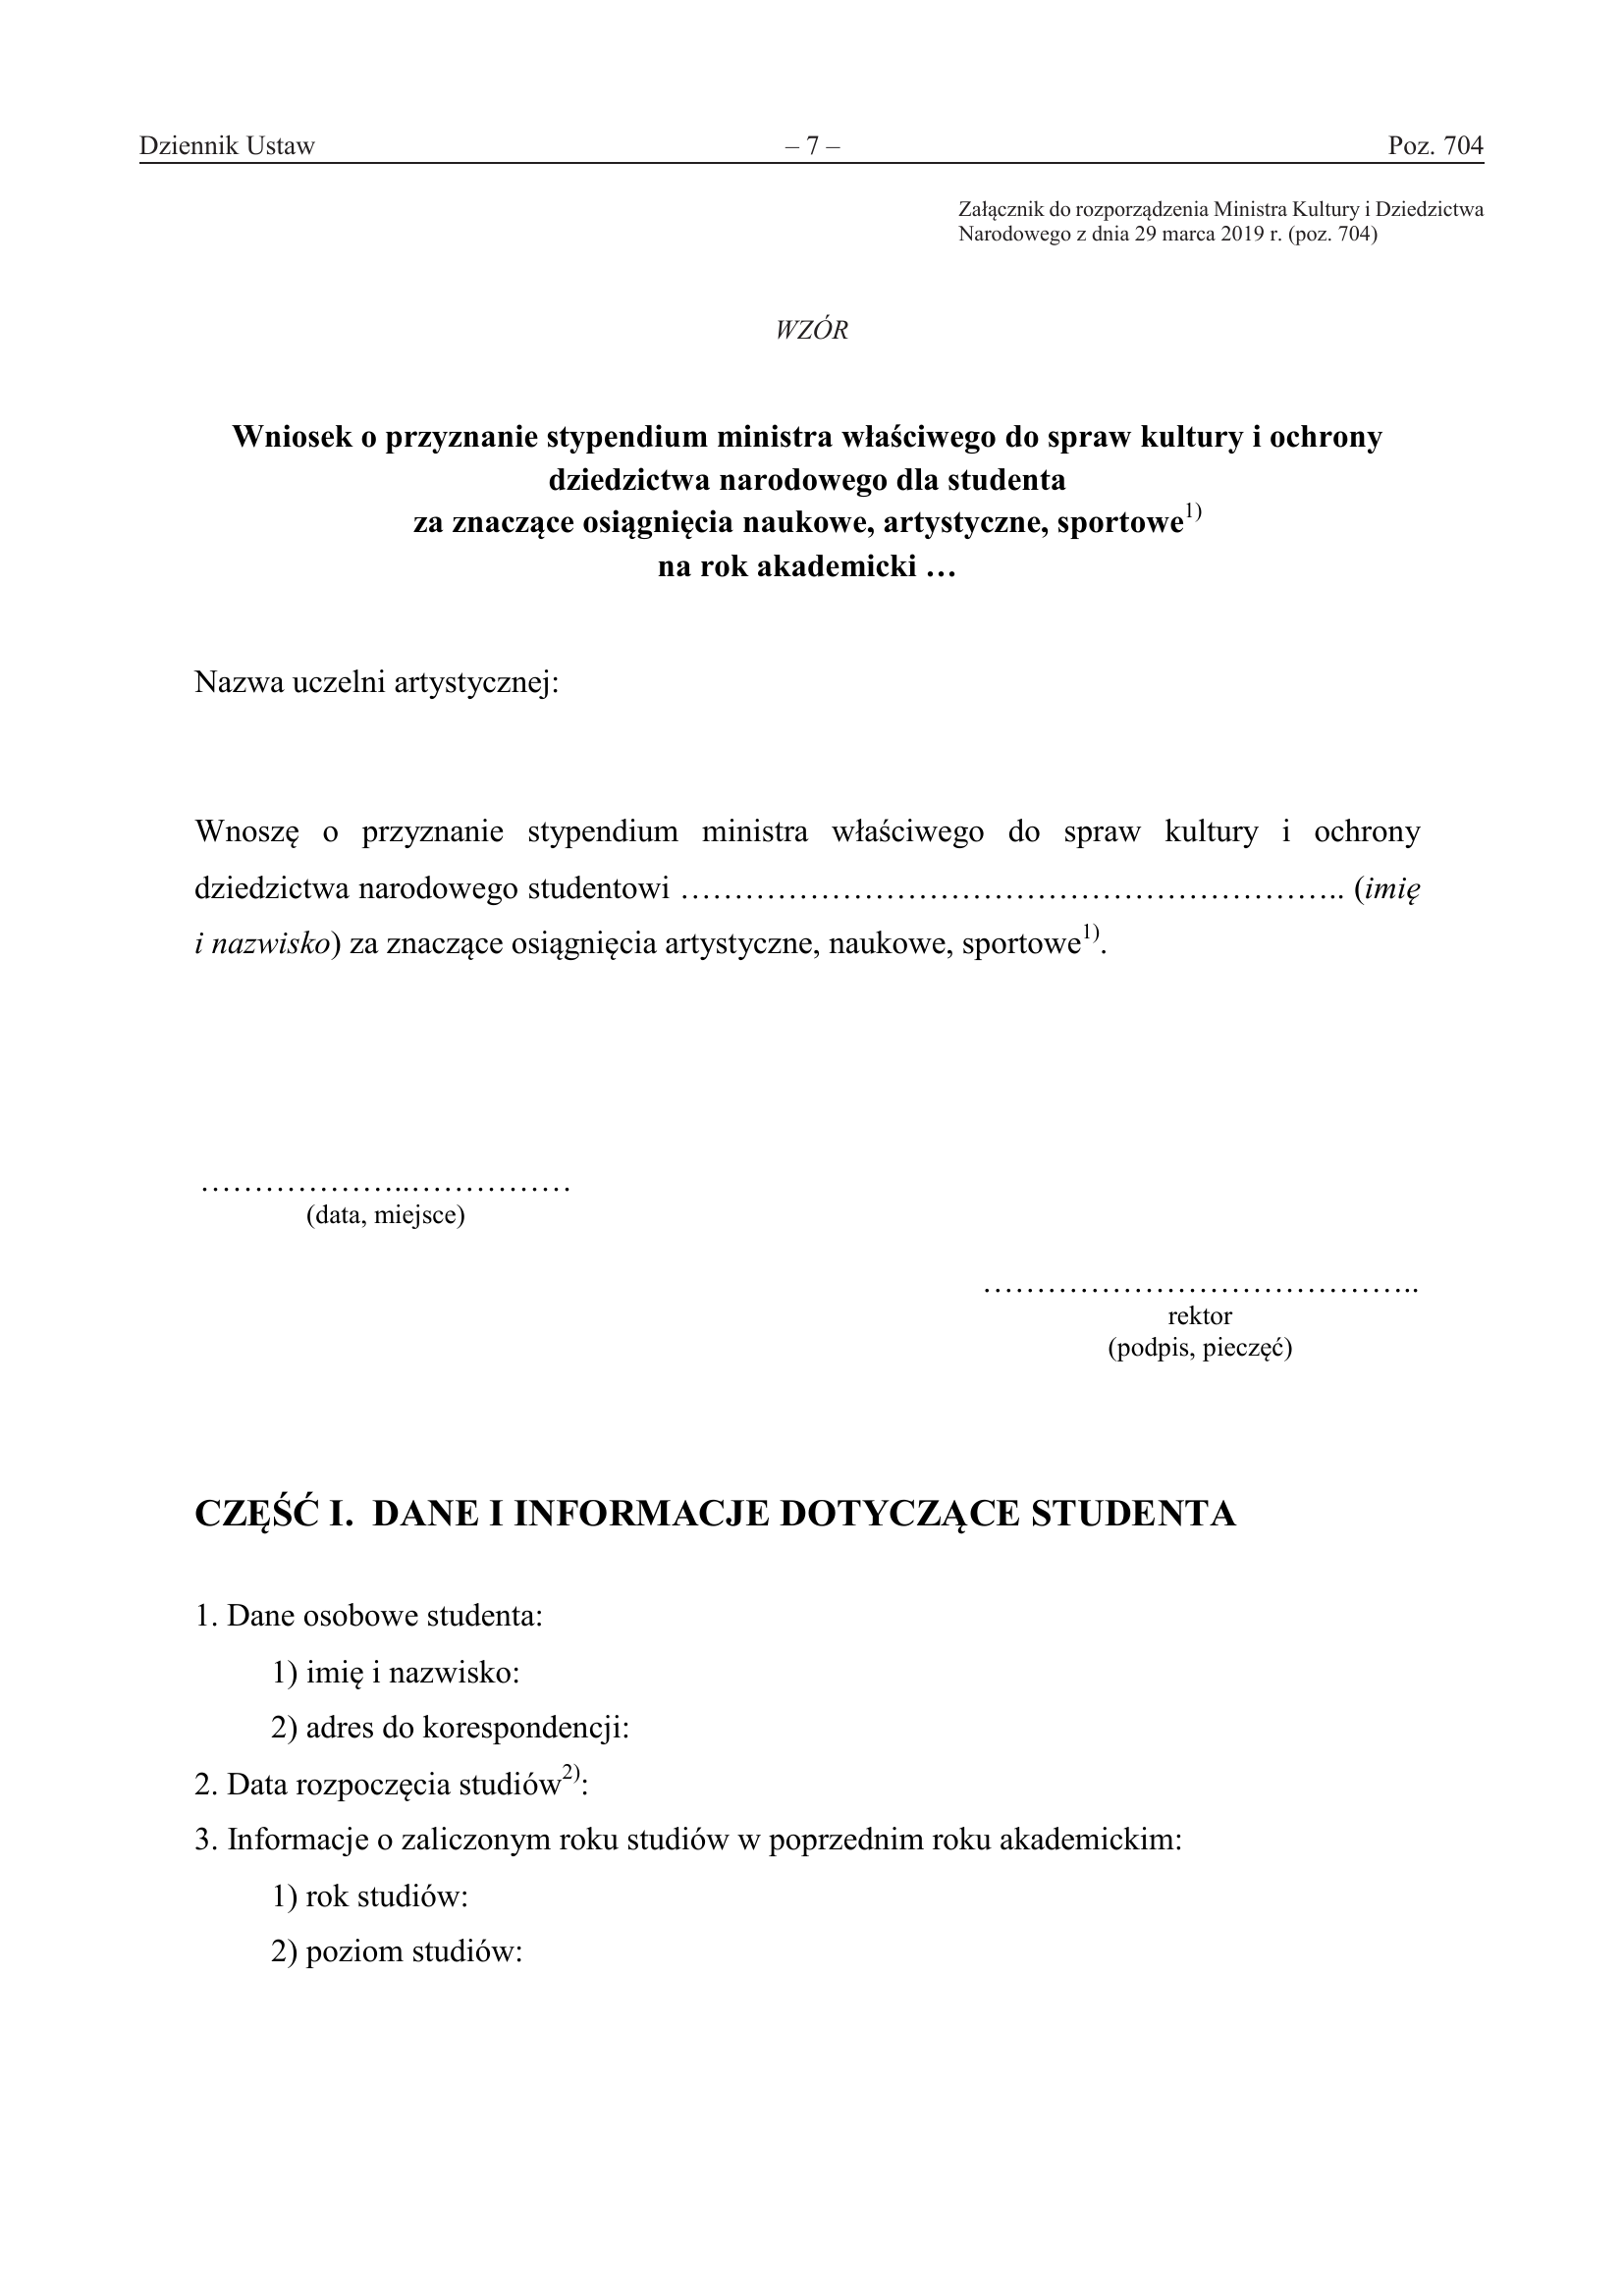 Dziennik Ustaw – 7 – Poz. 704
Załącznik do rozporządzenia Ministra Kultury i Dziedzictwa
Narodowego z dnia 29 marca 2019 r. (poz. 704)
WZÓR
Wniosek o przyznanie stypendium ministra właściwego do spraw kultury i ochrony
dziedzictwa narodowego dla studenta
za znaczące osiągnięcia naukowe, artystyczne, sportowe1)
na rok akademicki …
Nazwa uczelni artystycznej:
Wnoszę o przyznanie stypendium ministra właściwego do spraw kultury i ochrony
dziedzictwa narodowego studentowi …………………………………………………….. (imię
i nazwisko) za znaczące osiągnięcia artystyczne, naukowe, sportowe1).
………………..……………
(data, miejsce)
…………………………………..
rektor
(podpis, pieczęć)
CZĘŚĆ I. DANE I INFORMACJE DOTYCZĄCE STUDENTA
1. Dane osobowe studenta:
1) imię i nazwisko:
2) adres do korespondencji:
2. Data rozpoczęcia studiów2):
3. Informacje o zaliczonym roku studiów w poprzednim roku akademickim:
1) rok studiów:
2) poziom studiów: